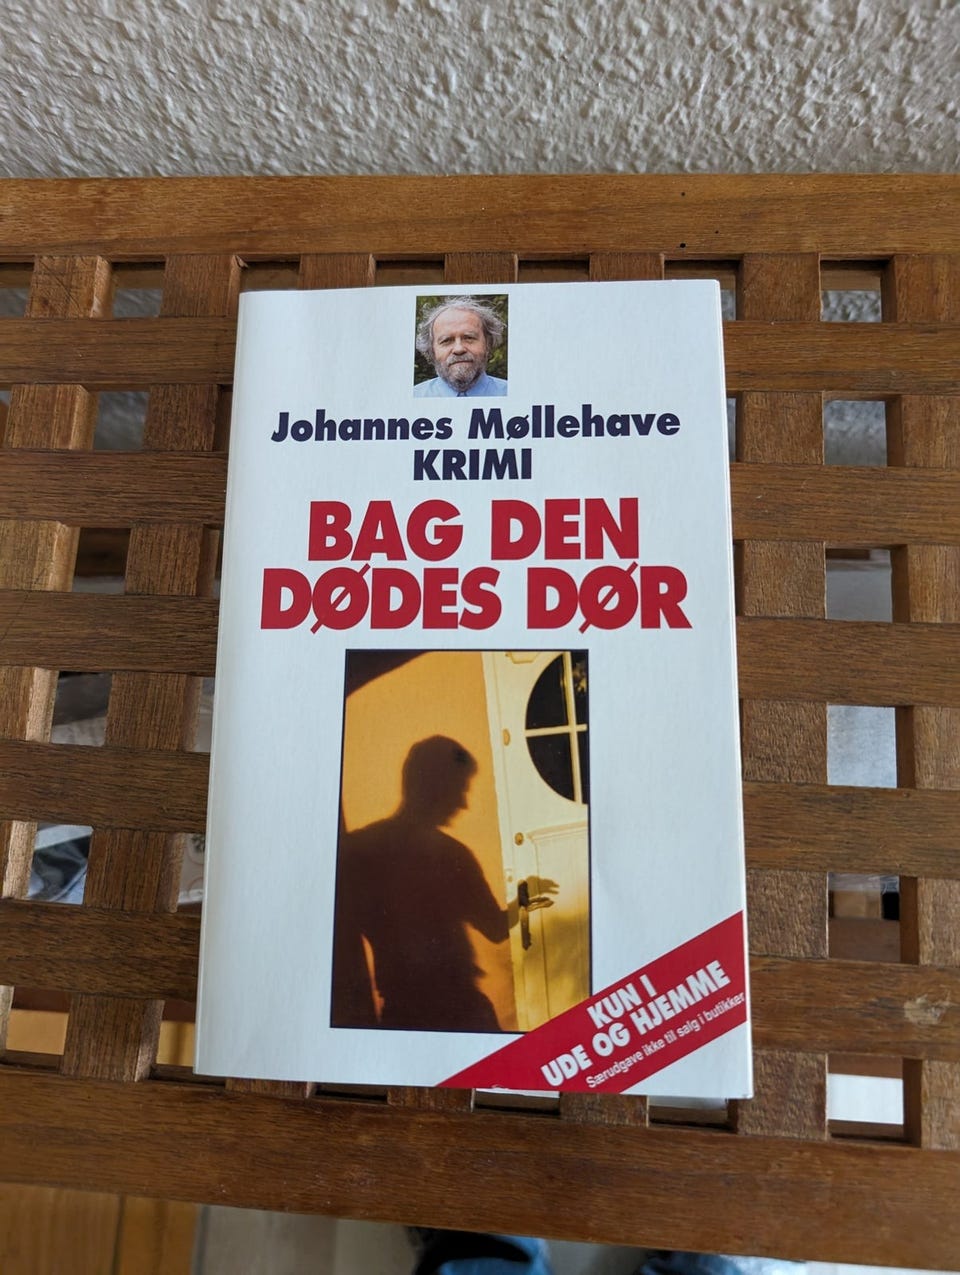 Johannes Møllehave
KRIMI
BAG DEN
DØDES DØR
KUN I
UDE OG HJEMME
Særudgave ikke til salg i butikker